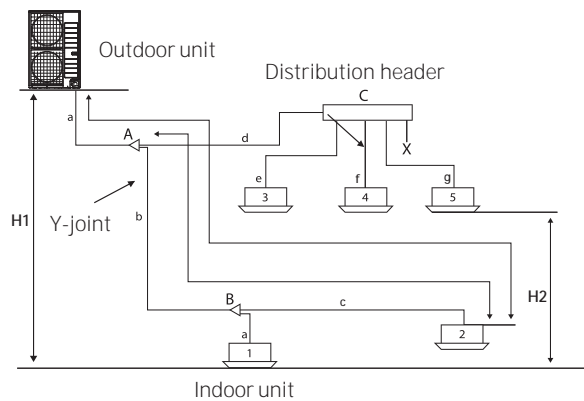 Outdoor unit
Distribution header
C
a
A
d
X
e
f
g
3
4
5
Y-joint
H1
b
H2
B
c
2
a
1
Indoor unit